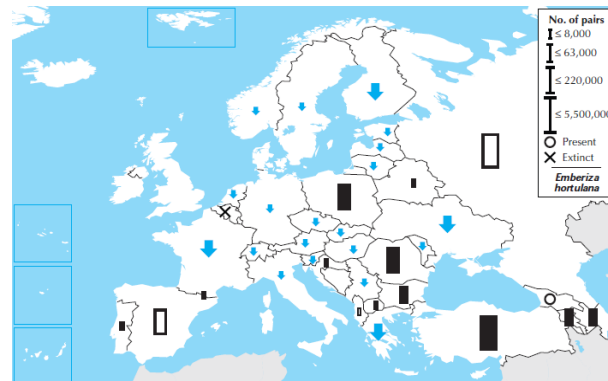 No. of pairs
≤ 8,000
≤ 63,000
≤ 220,000
≤ 5,500,000
Present
Extinct
Emberiza
hortulana